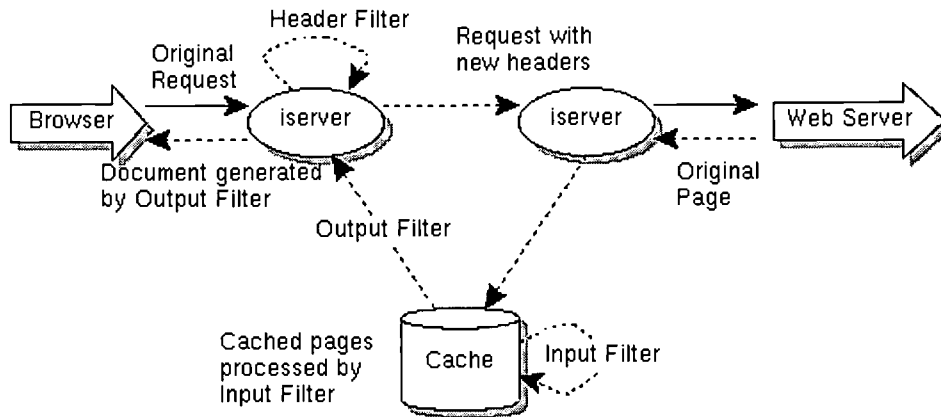 Header Filter
Original
Request
Request with
new headers
Browser
iserver
iserver
Web Server
Document generated
by Output Filter
Original
Page
Output Filter
Cached pages
processed by
Input Filter
Cache
Input Filter